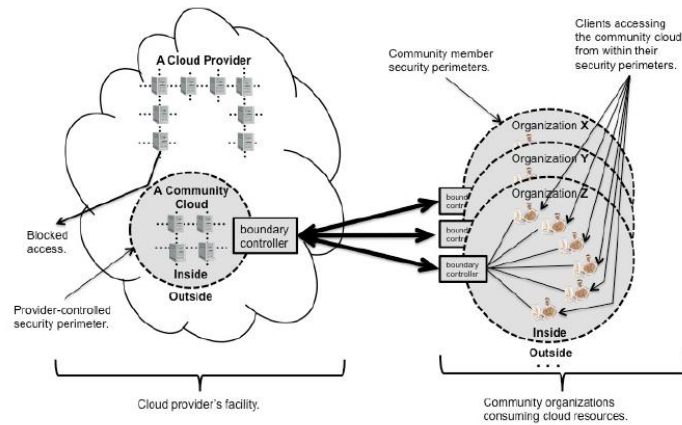 A Cloud Provider
A Community
Cloud
boundary
controller
Inside
Outside
Blocked
access.
Provider-controlled
security perimeter.
Cloud provider's facility.
Community member
security perimeters.
Clients accessing
the community cloud
from within their
security perimeters.
Organization X
Organization Y
Organization Z
boundary
controller
Inside
Outside
. . .
Community organizations
consuming cloud resources.